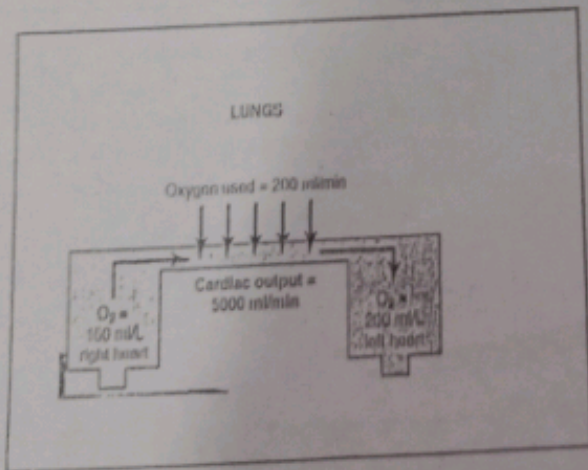 LUNGS
Oxygen used = 200 ml/min
Cardiac output =
5000 ml/min
O₂ =
160 ml/L
right heart
O₂ =
200 ml/L
left heart